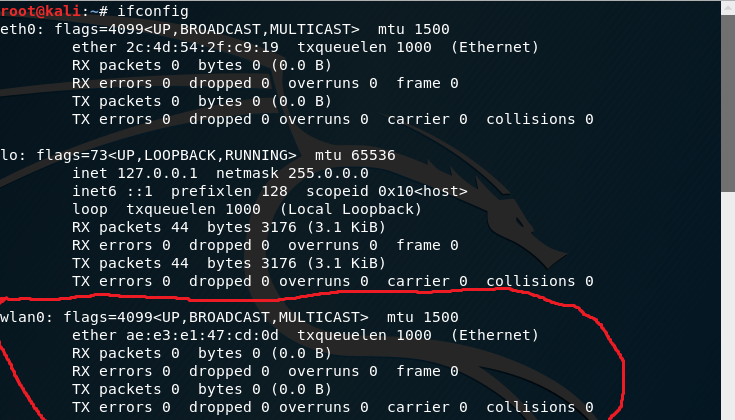 root@kali:~# ifconfig
eth0: flags=4099<UP,BROADCAST,MULTICAST>  mtu 1500
        ether 2c:4d:54:2f:c9:19  txqueuelen 1000  (Ethernet)
        RX packets 0  bytes 0 (0.0 B)
        RX errors 0  dropped 0  overruns 0  frame 0
        TX packets 0  bytes 0 (0.0 B)
        TX errors 0  dropped 0 overruns 0  carrier 0  collisions 0

lo: flags=73<UP,LOOPBACK,RUNNING>  mtu 65536
        inet 127.0.0.1  netmask 255.0.0.0
        inet6 ::1  prefixlen 128  scopeid 0x10<host>
        loop  txqueuelen 1000  (Local Loopback)
        RX packets 44  bytes 3176 (3.1 KiB)
        RX errors 0  dropped 0  overruns 0  frame 0
        TX packets 44  bytes 3176 (3.1 KiB)
        TX errors 0  dropped 0 overruns 0  carrier 0  collisions 0

wlan0: flags=4099<UP,BROADCAST,MULTICAST>  mtu 1500
        ether ae:e3:e1:47:cd:0d  txqueuelen 1000  (Ethernet)
        RX packets 0  bytes 0 (0.0 B)
        RX errors 0  dropped 0  overruns 0  frame 0
        TX packets 0  bytes 0 (0.0 B)
        TX errors 0  dropped 0 overruns 0  carrier 0  collisions 0